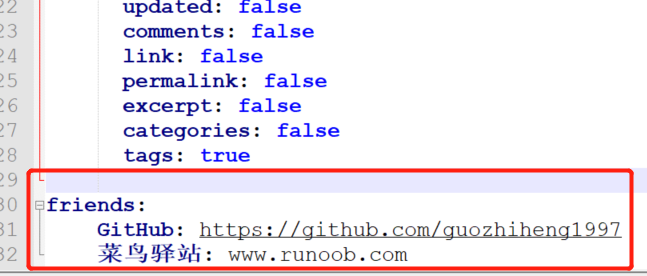 22 updated: false
23 comments: false
24 link: false
25 permalink: false
26 excerpt: false
27 categories: false
28 tags: true
29
30 friends:
31 GitHub: https://github.com/guozhiheng1997
32 菜鸟驿站: www.runoob.com